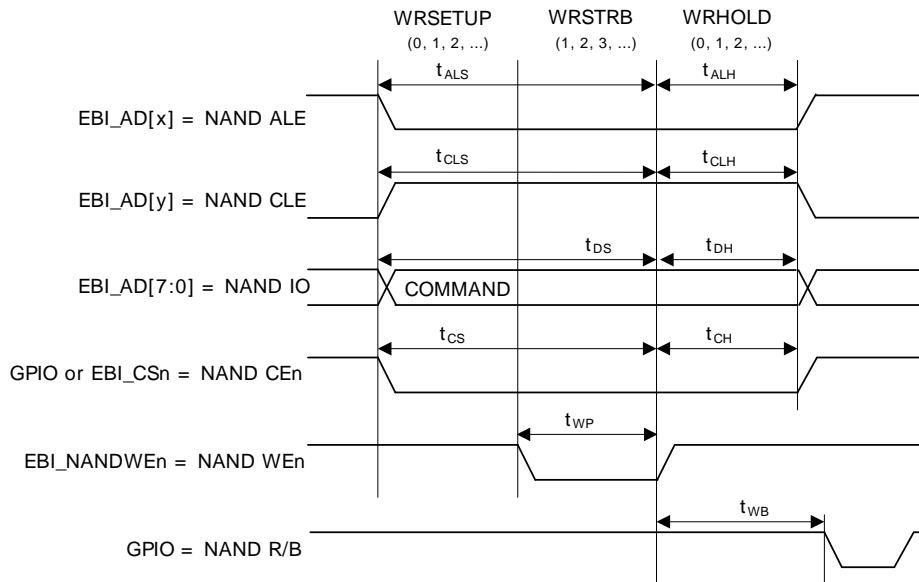 WRSETUP WRSTRB WRHOLD
(0, 1, 2, ...) (1, 2, 3, ...) (0, 1, 2, ...)
tALS tALH
EBI_AD[x] = NAND ALE
tCLS tCLH
EBI_AD[y] = NAND CLE
tDS tDH
EBI_AD[7:0] = NAND IO COMMAND
tCS tCH
GPIO or EBI_CSn = NAND CEn
tWP
EBI_NANDWEn = NAND WEn
tWB
GPIO = NAND R/B